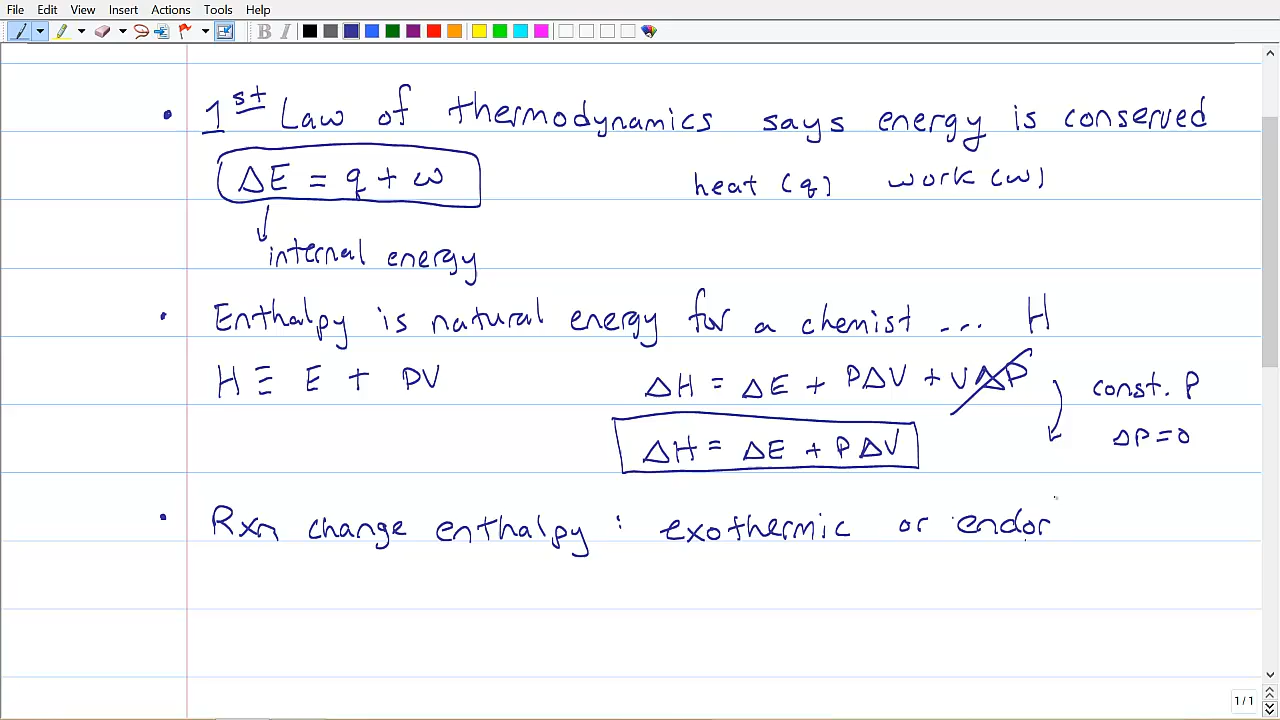 File Edit View Insert Actions Tools Help
B I
• 1st Law of thermodynamics says energy is conserved
ΔE = q + w heat (q) work (w)
internal energy
• Enthalpy is natural energy for a chemist ... H
H ≡ E + PV ΔH = ΔE + PΔV + VΔP const. P
ΔH = ΔE + PΔV ΔP=0
• Rxn change enthalpy : exothermic or endor
1/1